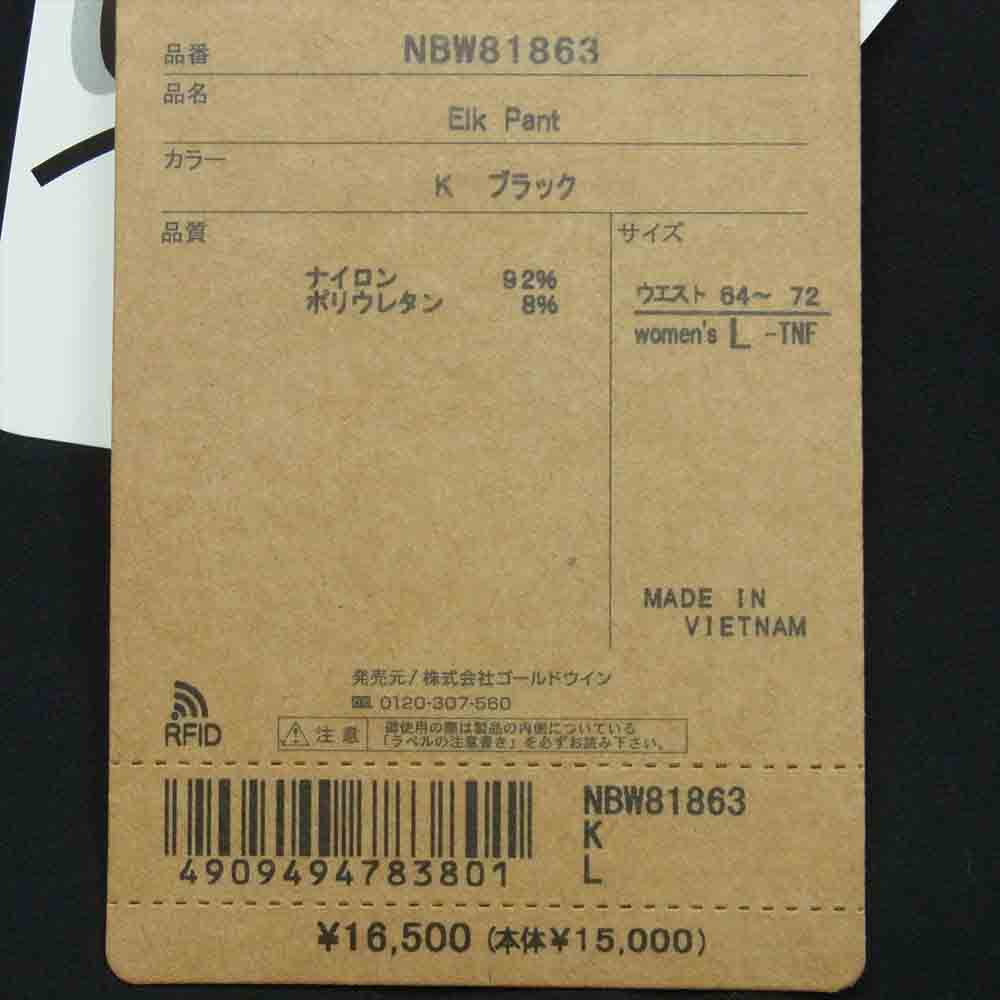 品番 NBW81863
品名
Elk Pant
カラー
K ブラック
品質
ナイロン 92%
ポリウレタン 8%
サイズ
ウエスト 64~ 72
women's L -TNF
MADE IN
VIETNAM
発売元/株式会社ゴールドウイン
0120-307-560
RFID
注意
御使用の際は製品の内側についている
「ラベルの注意書き」を必ずお読み下さい。
4909494783801
NBW81863
K
L
¥16,500 (本体¥15,000)